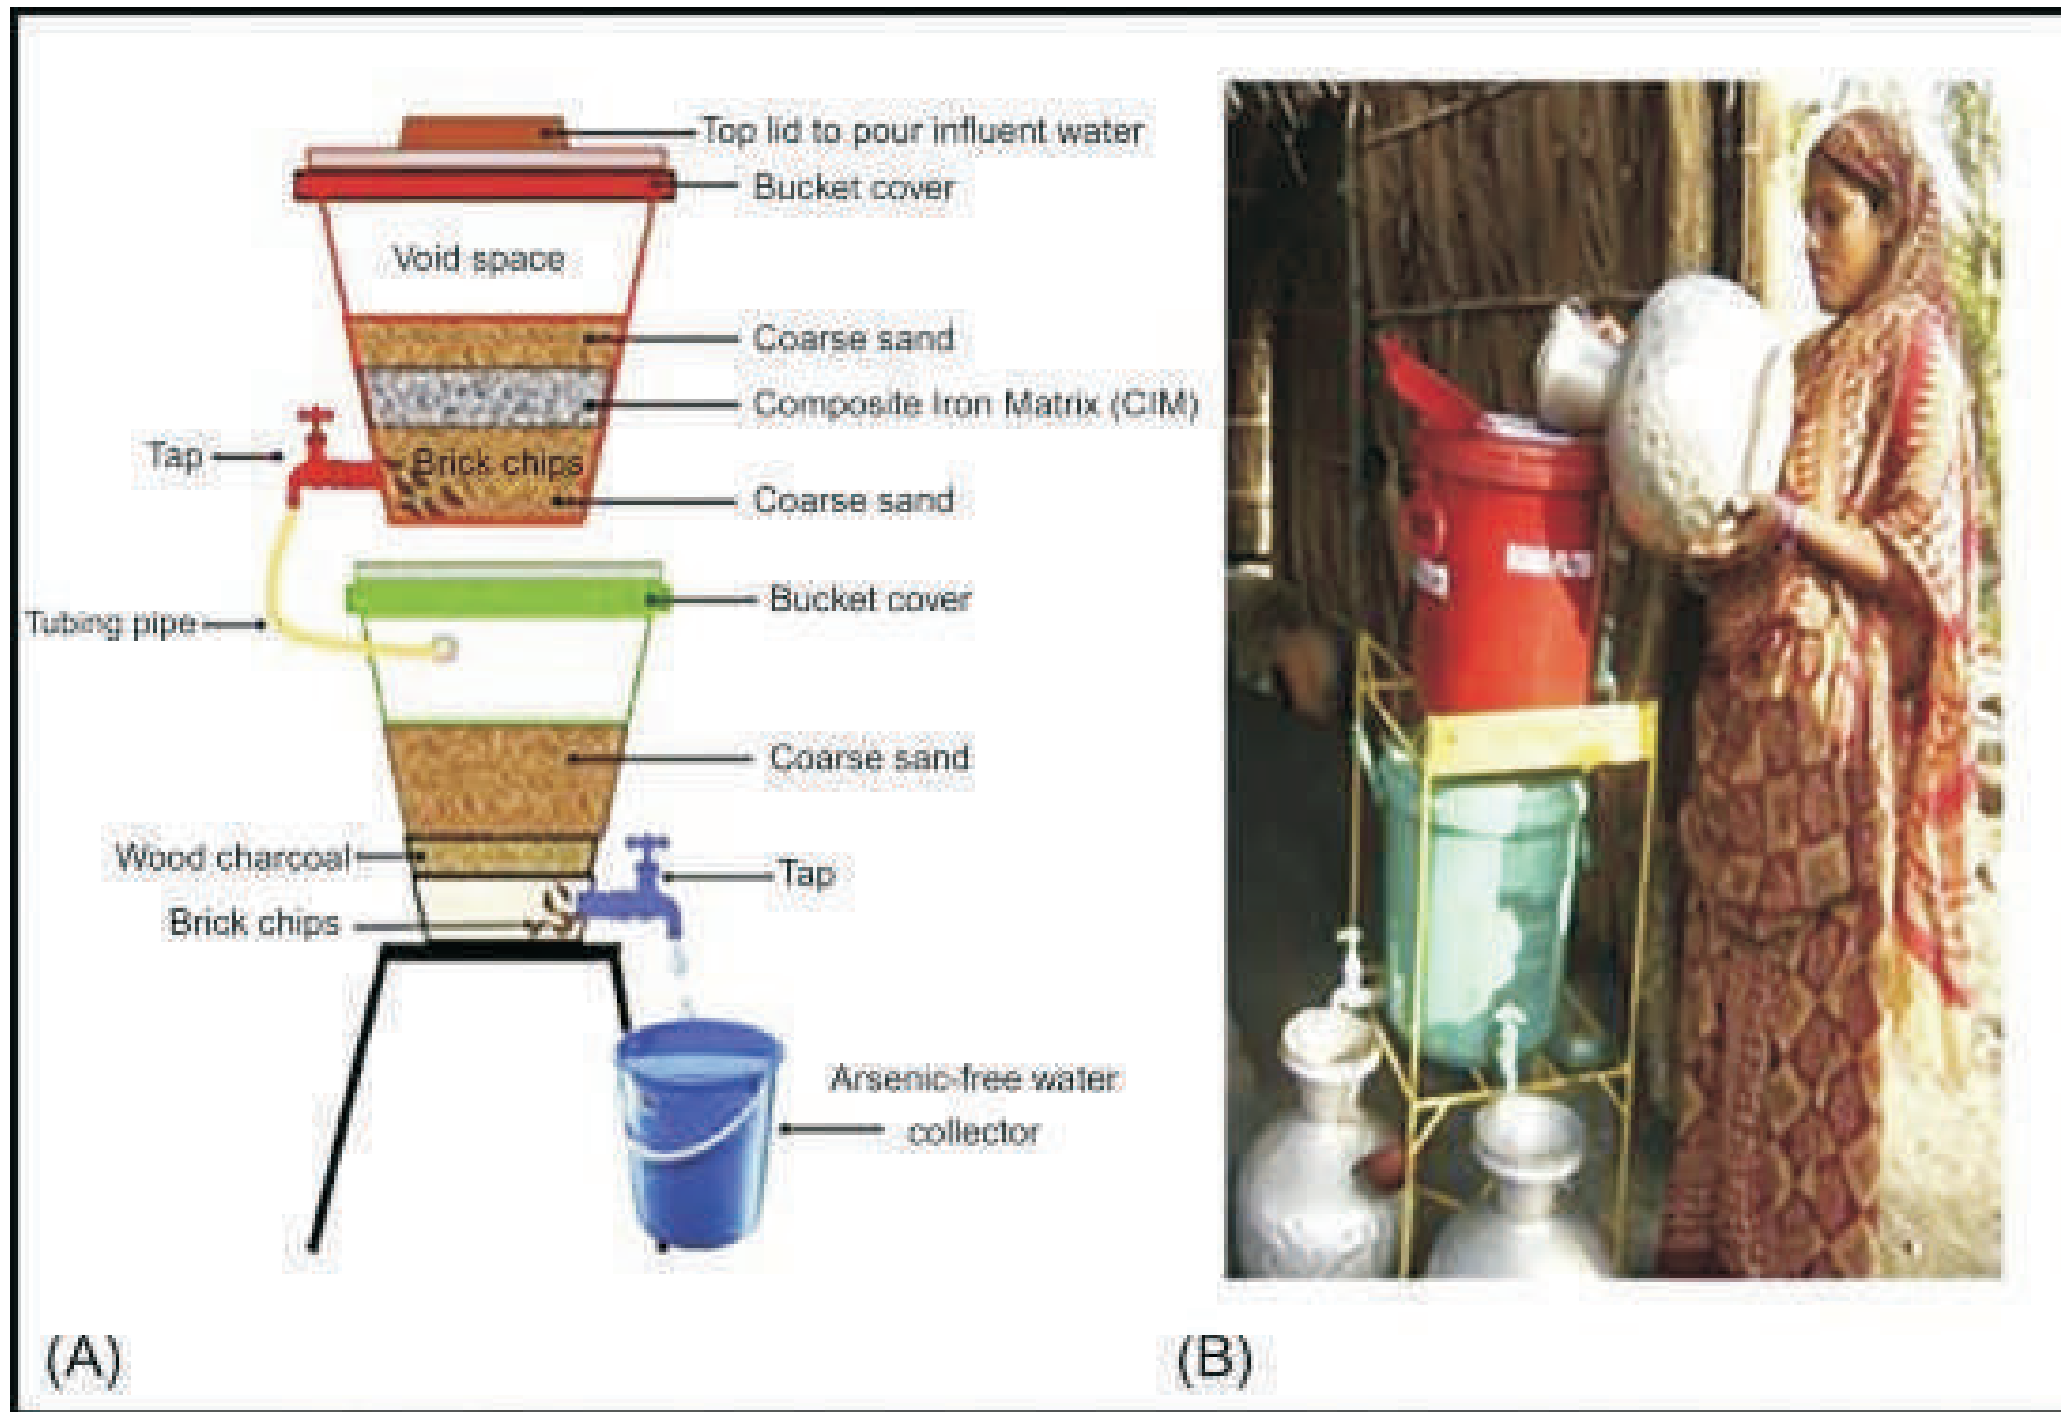 Top lid to pour influent water
Bucket cover
Void space
Coarse sand
Composite Iron Matrix (CIM)
Tap
Brick chips
Coarse sand
Bucket cover
Tubing pipe
Coarse sand
Wood charcoal
Tap
Brick chips
Arsenic-free water
collector
(A)
(B)